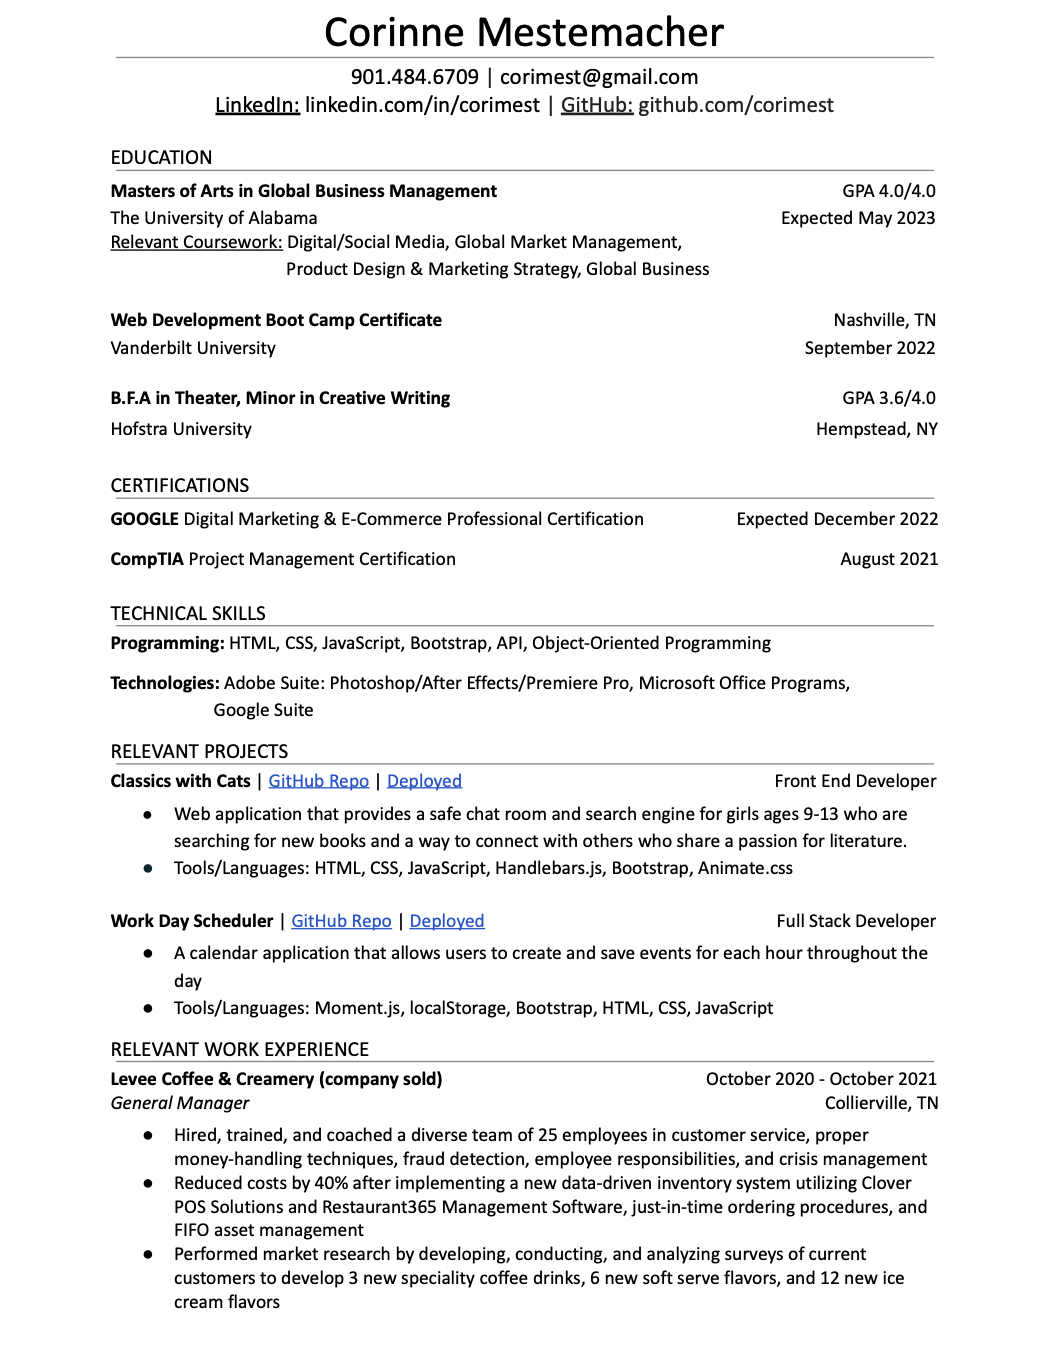 Corinne Mestemacher
901.484.6709 | corimest@gmail.com
LinkedIn: linkedin.com/in/corimest | GitHub: github.com/corimest
EDUCATION
Masters of Arts in Global Business Management GPA 4.0/4.0
The University of Alabama Expected May 2023
Relevant Coursework: Digital/Social Media, Global Market Management,
Product Design & Marketing Strategy, Global Business
Web Development Boot Camp Certificate Nashville, TN
Vanderbilt University September 2022
B.F.A in Theater, Minor in Creative Writing GPA 3.6/4.0
Hofstra University Hempstead, NY
CERTIFICATIONS
GOOGLE Digital Marketing & E-Commerce Professional Certification Expected December 2022
CompTIA Project Management Certification August 2021
TECHNICAL SKILLS
Programming: HTML, CSS, JavaScript, Bootstrap, API, Object-Oriented Programming
Technologies: Adobe Suite: Photoshop/After Effects/Premiere Pro, Microsoft Office Programs,
Google Suite
RELEVANT PROJECTS
Classics with Cats | GitHub Repo | Deployed Front End Developer
● Web application that provides a safe chat room and search engine for girls ages 9-13 who are
searching for new books and a way to connect with others who share a passion for literature.
● Tools/Languages: HTML, CSS, JavaScript, Handlebars.js, Bootstrap, Animate.css
Work Day Scheduler | GitHub Repo | Deployed Full Stack Developer
● A calendar application that allows users to create and save events for each hour throughout the
day
● Tools/Languages: Moment.js, localStorage, Bootstrap, HTML, CSS, JavaScript
RELEVANT WORK EXPERIENCE
Levee Coffee & Creamery (company sold) October 2020 - October 2021
General Manager Collierville, TN
● Hired, trained, and coached a diverse team of 25 employees in customer service, proper
money-handling techniques, fraud detection, employee responsibilities, and crisis management
● Reduced costs by 40% after implementing a new data-driven inventory system utilizing Clover
POS Solutions and Restaurant365 Management Software, just-in-time ordering procedures, and
FIFO asset management
● Performed market research by developing, conducting, and analyzing surveys of current
customers to develop 3 new speciality coffee drinks, 6 new soft serve flavors, and 12 new ice
cream flavors